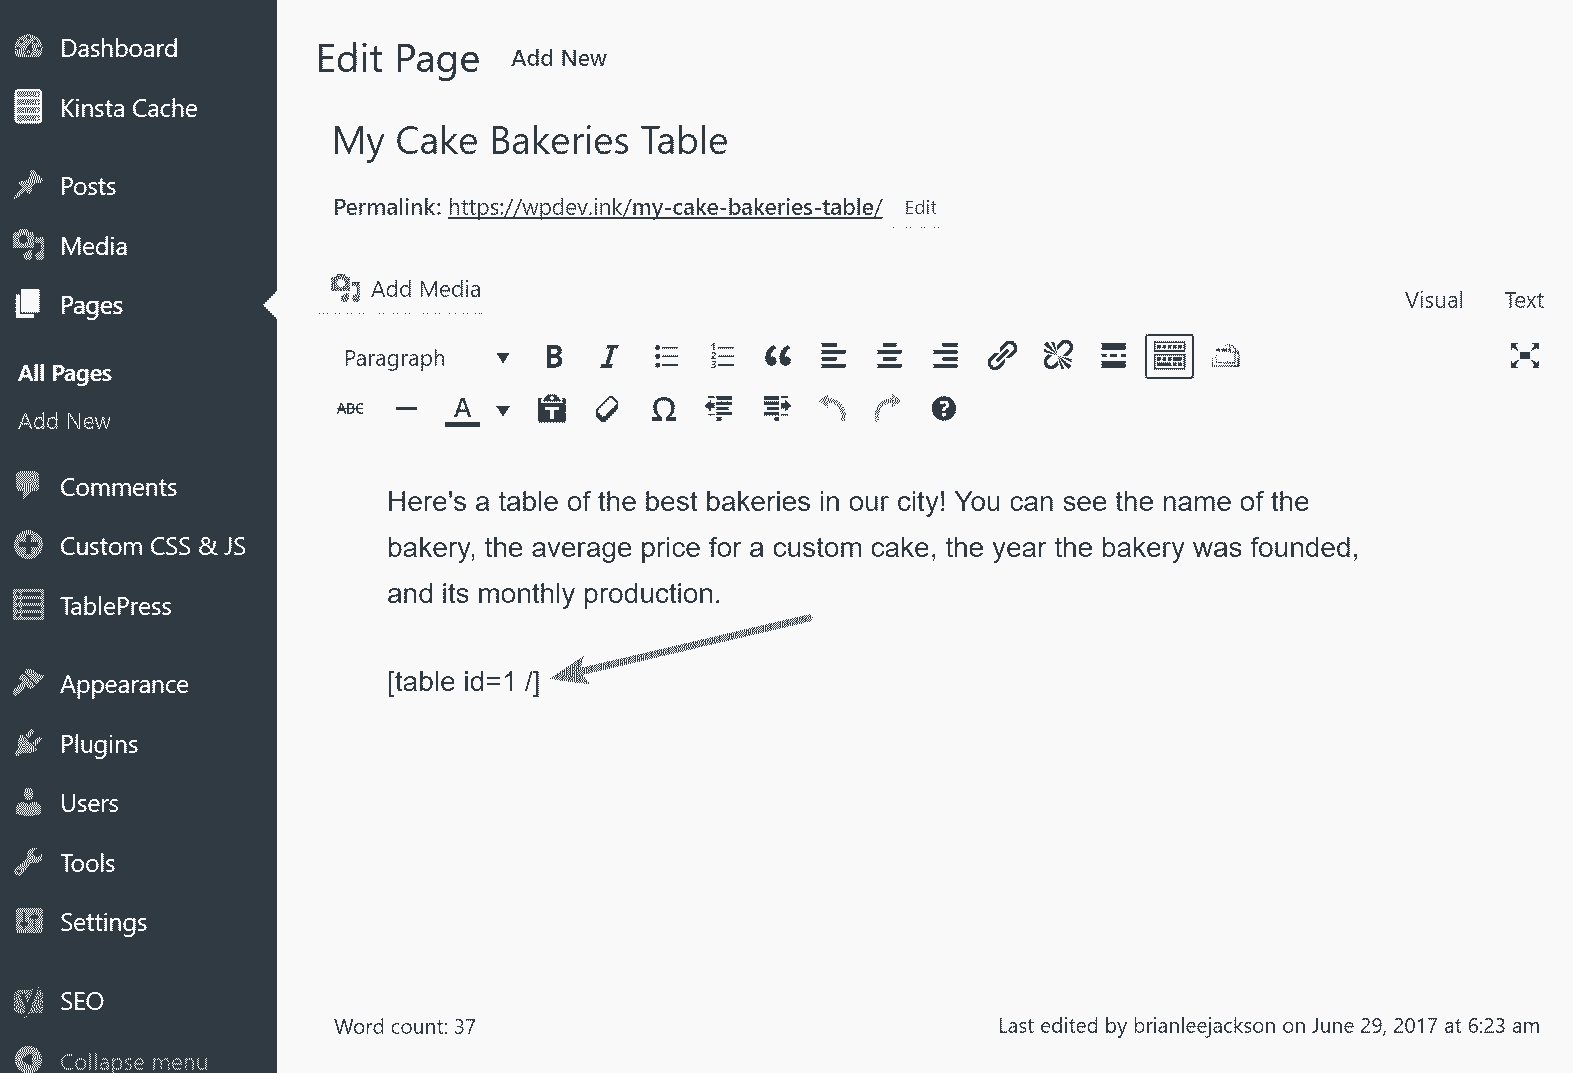 Dashboard
Kinsta Cache
Posts
Media
Pages
All Pages
Add New
Comments
Custom CSS & JS
TablePress
Appearance
Plugins
Users
Tools
Settings
SEO
Collapse menu
Edit Page Add New
My Cake Bakeries Table
Permalink: https://wpdev.ink/my-cake-bakeries-table/ Edit
Add Media
Visual Text
Paragraph B I
ABC A T Ω ?
Here's a table of the best bakeries in our city! You can see the name of the
bakery, the average price for a custom cake, the year the bakery was founded,
and its monthly production.
[table id=1 /]
Word count: 37
Last edited by brianleejackson on June 29, 2017 at 6:23 am